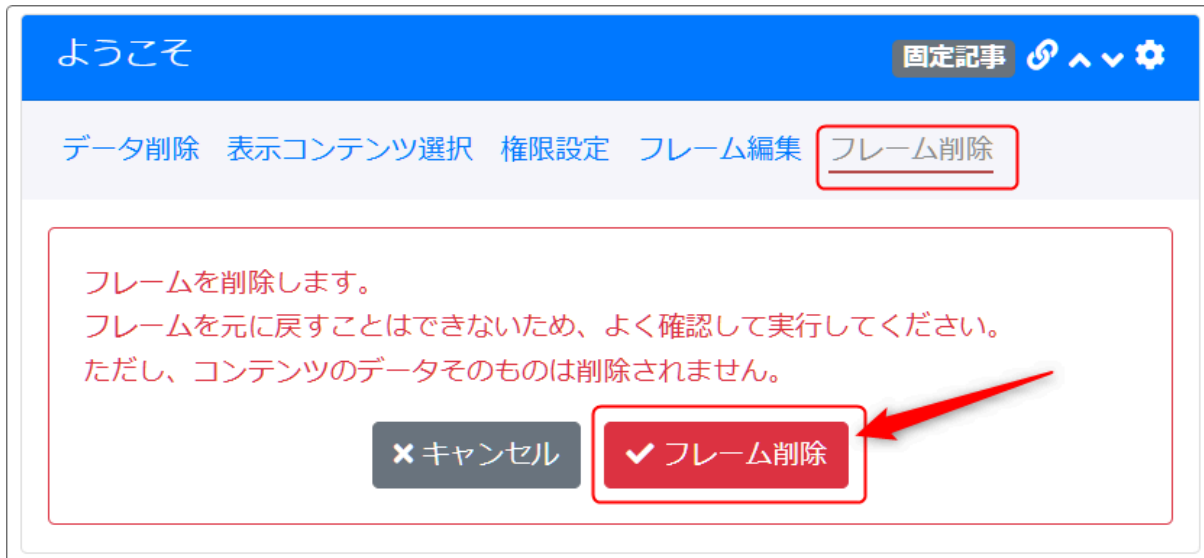 ようこそ 固定記事
データ削除 表示コンテンツ選択 権限設定 フレーム編集 フレーム削除
フレームを削除します。
フレームを元に戻すことはできないため、よく確認して実行してください。
ただし、コンテンツのデータそのものは削除されません。
キャンセル フレーム削除